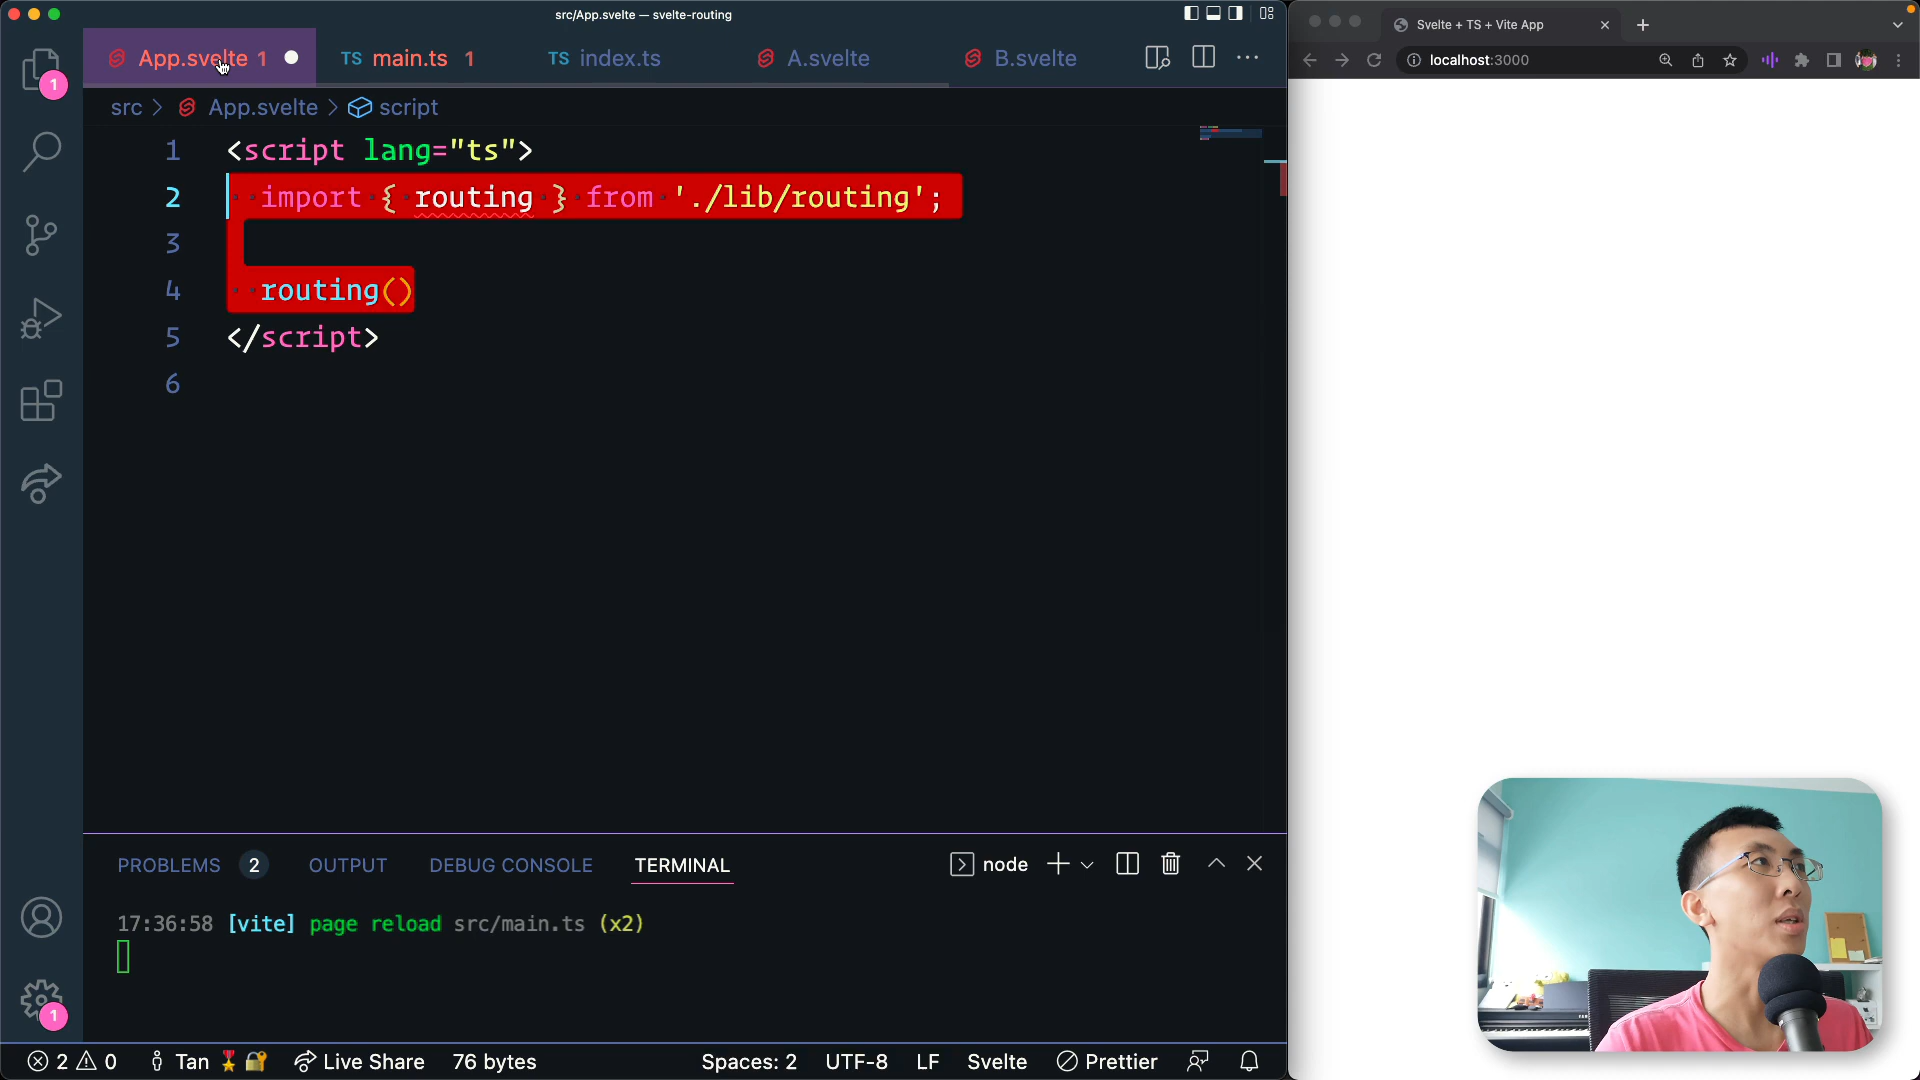 src/App.svelte — svelte-routing
App.svelte 1
TS main.ts 1
TS index.ts
A.svelte
B.svelte
src > App.svelte > script
1 <script lang="ts">
2 import { routing } from './lib/routing';
3
4 routing()
5 </script>
6
1
1
PROBLEMS 2 OUTPUT DEBUG CONSOLE TERMINAL
node
17:36:58 [vite] page reload src/main.ts (x2)
2 0 Tan Live Share 76 bytes Spaces: 2 UTF-8 LF Svelte Prettier
Svelte + TS + Vite App
localhost:3000